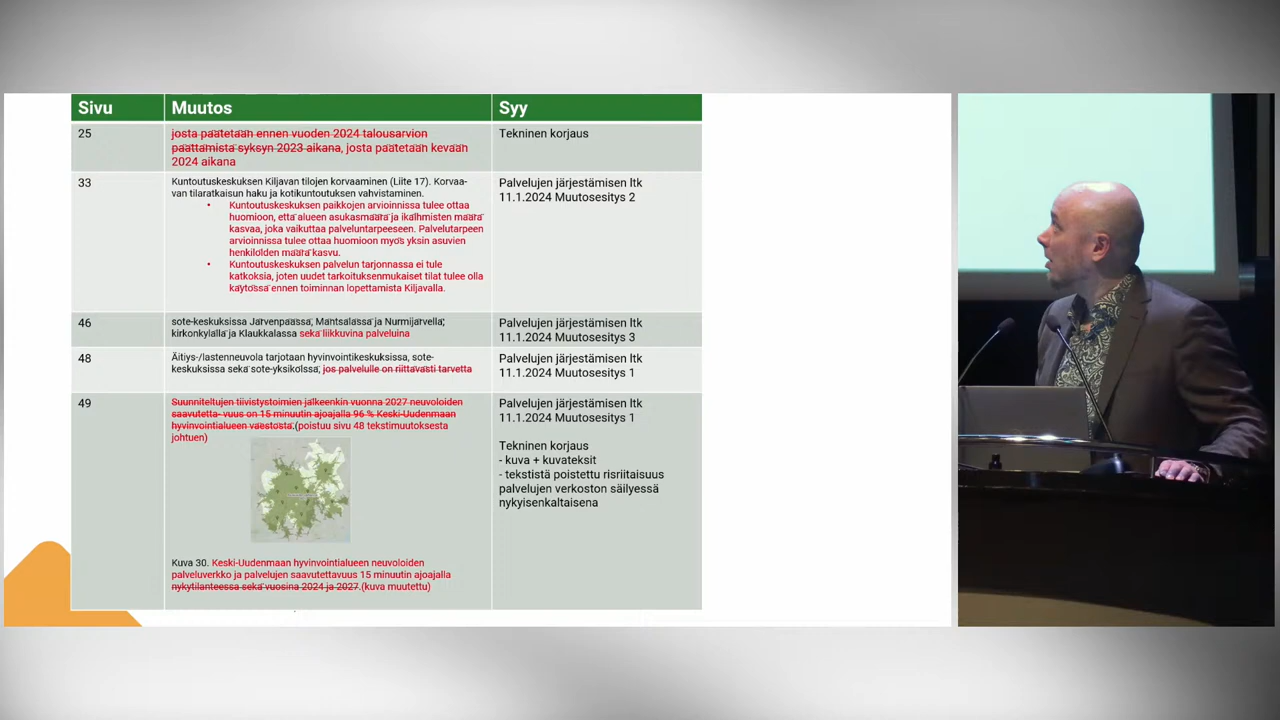 Sivu Muutos Syy
25
josta päätetään ennen vuoden 2024 talousarvion
päättämistä syksyn 2023 aikana, josta päätetään kevään
2024 aikana
Tekninen korjaus
33
Kuntoutuskeskuksen Kiljavan tilojen korvaaminen (Liite 17). Korvaa-
van tilaratkaisun haku ja kotikuntoutuksen vahvistaminen.
• Kuntoutuskeskuksen paikkojen arvioinnissa tulee ottaa
huomioon, että alueen asukasmäärä ja ikäihmisten määrä
kasvaa, joka vaikuttaa palveluntarpeeseen. Palvelutarpeen
arvioinnissa tulee ottaa huomioon myös yksin asuvien
henkilöiden määrä kasvu.
• Kuntoutuskeskuksen palvelun tarjonnassa ei tule
katkoksia, joten uudet tarkoituksenmukaiset tilat tulee olla
käytössä ennen toiminnan lopettamista Kiljavalla.
Palvelujen järjestämisen ltk
11.1.2024 Muutosesitys 2
46
sote-keskuksissa Järvenpäässä, Mäntsälässä ja Nurmijärvellä;
kirkonkylällä ja Klaukkalassa sekä liikkuvina palveluina
Palvelujen järjestämisen ltk
11.1.2024 Muutosesitys 3
48
Äitiys-/lastenneuvola tarjotaan hyvinvointikeskuksissa, sote-
keskuksissa sekä sote-yksiköissä, jos palvelulle on riittävästi tarvetta
Palvelujen järjestämisen ltk
11.1.2024 Muutosesitys 1
49
Suunniteltujen tiivistystoimien jälkeenkin vuonna 2027 neuvoloiden
saavutetta- vuus on 15 minuutin ajoajalla 96 % Keski-Uudenmaan
hyvinvointialueen väestöstä.(poistuu sivu 48 tekstimuutoksesta
johtuen)
Kuva 30. Keski-Uudenmaan hyvinvointialueen neuvoloiden
palveluverkko ja palvelujen saavutettavuus 15 minuutin ajoajalla
nykytilanteessa sekä vuosina 2024 ja 2027.(kuva muutettu)
Palvelujen järjestämisen ltk
11.1.2024 Muutosesitys 1
Tekninen korjaus
- kuva + kuvateksit
- tekstistä poistettu risriitaisuus
palvelujen verkoston säilyessä
nykyisenkaltaisena